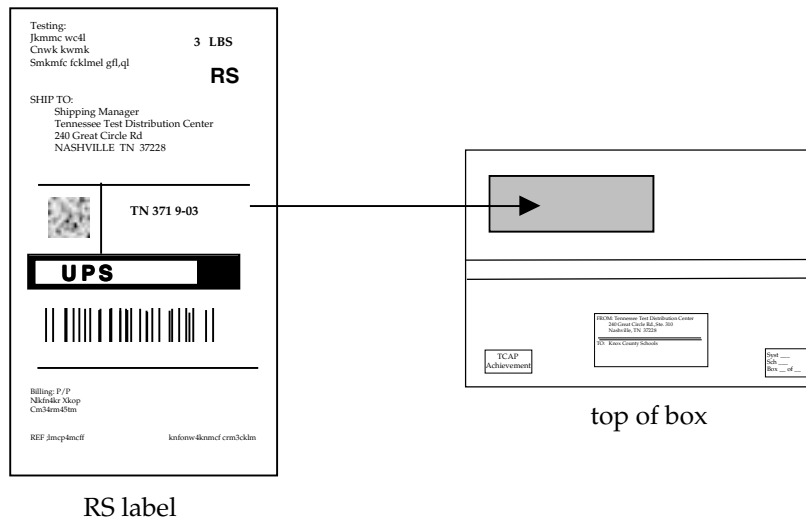 Testing:
Jkmmc wc4l
Cnwk kwmk
Smkmfc fcklmel gfl,ql
3 LBS
RS
SHIP TO:
Shipping Manager
Tennessee Test Distribution Center
240 Great Circle Rd
NASHVILLE TN 37228
TN 371 9-03
UPS
Billing: P/P
Nlkfn4kr Xkop
Cm34rm45tm
REF ;lmcp4mcff knfonw4knmcf crm3cklm
RS label
FROM: Tennessee Test Distribution Center
240 Great Circle Rd., Ste. 310
Nashville, TN 37228
TO: Knox County Schools
TCAP
Achievement
Syst ___
Sch ___
Box __ of __
top of box